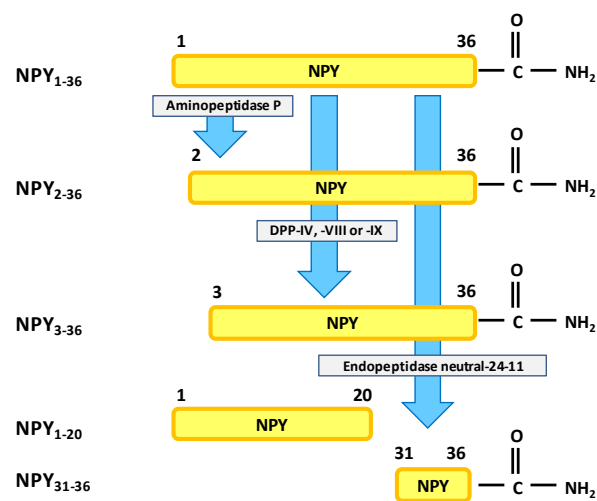 1 36 O
NPY1-36 NPY C NH2
Aminopeptidase P
2 36 O
NPY2-36 NPY C NH2
DPP-IV, -VIII or -IX
3 36 O
NPY3-36 NPY C NH2
Endopeptidase neutral-24-11
1 20
NPY1-20 NPY
31 36 O
NPY31-36 NPY C NH2